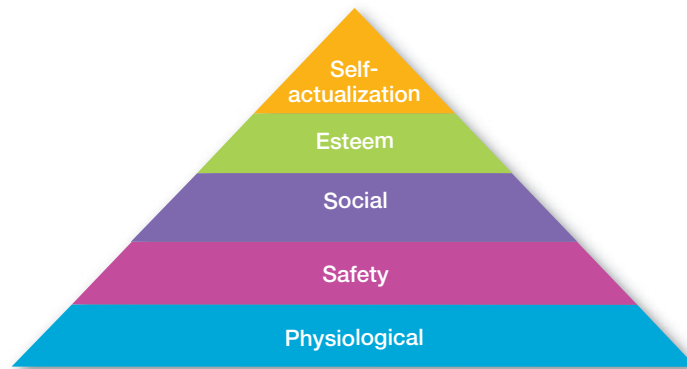 Self-
actualization
Esteem
Social
Safety
Physiological